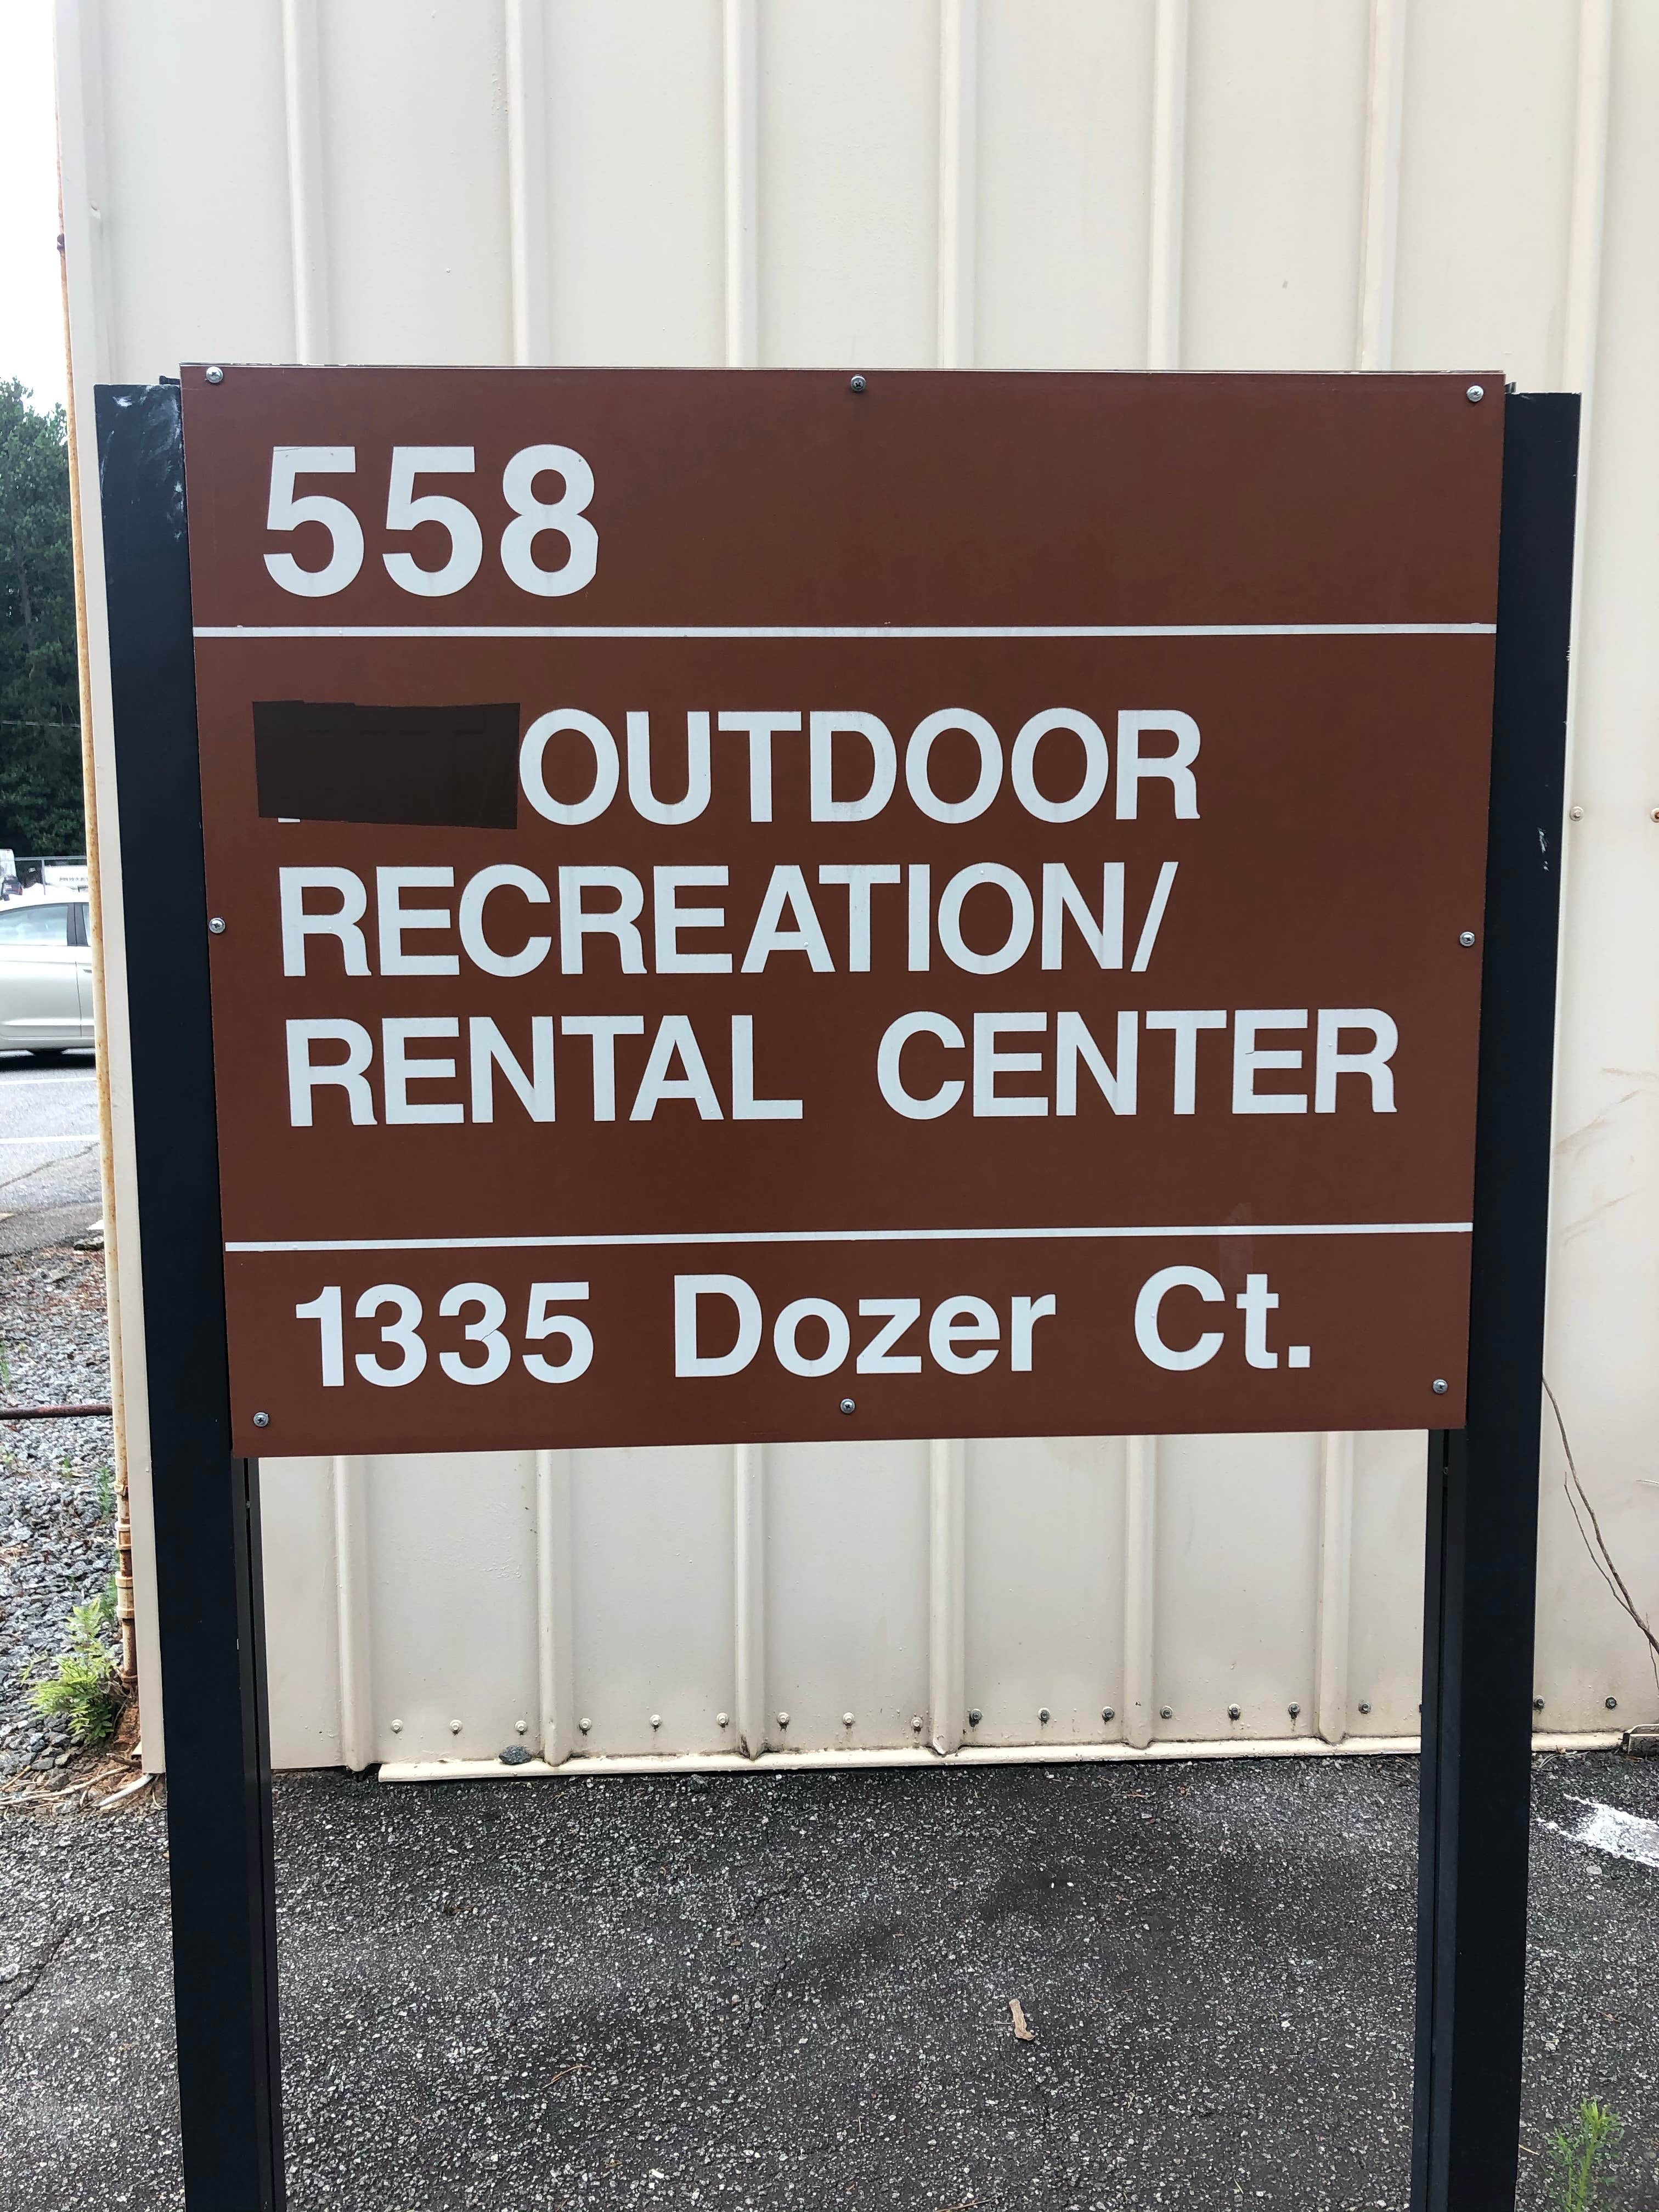 558
OUTDOOR
RECREATION/
RENTAL CENTER
1335 Dozer Ct.